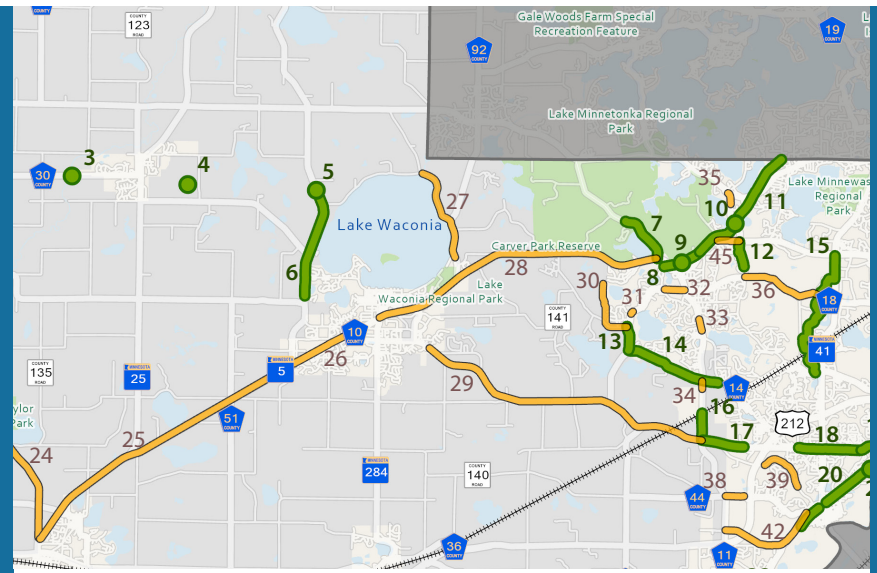 COUNTY
123
ROAD
Gale Woods Farm Special
Recreation Feature
19
COUNTY
92
COUNTY
Lake Minnetonka Regional
Park
3
4
5
30
COUNTY
27
35
11
10
Lake Minnewas
Regional
Park
Lake Waconia
7
9
Carver Park Reserve
45
12
15
8
28
6
30
32
36
Lake
Waconia Regional Park
31
18
COUNTY
COUNTY
141
ROAD
33
10
COUNTY
13
14
26
MINNESOTA
41
COUNTY
135
ROAD
MINNESOTA
25
MINNESOTA
5
29
34
14
COUNTY
ylor
Park
51
COUNTY
16
212
25
17
18
24
MINNESOTA
284
COUNTY
140
ROAD
38
39
20
44
COUNTY
42
36
COUNTY
11
COUNTY